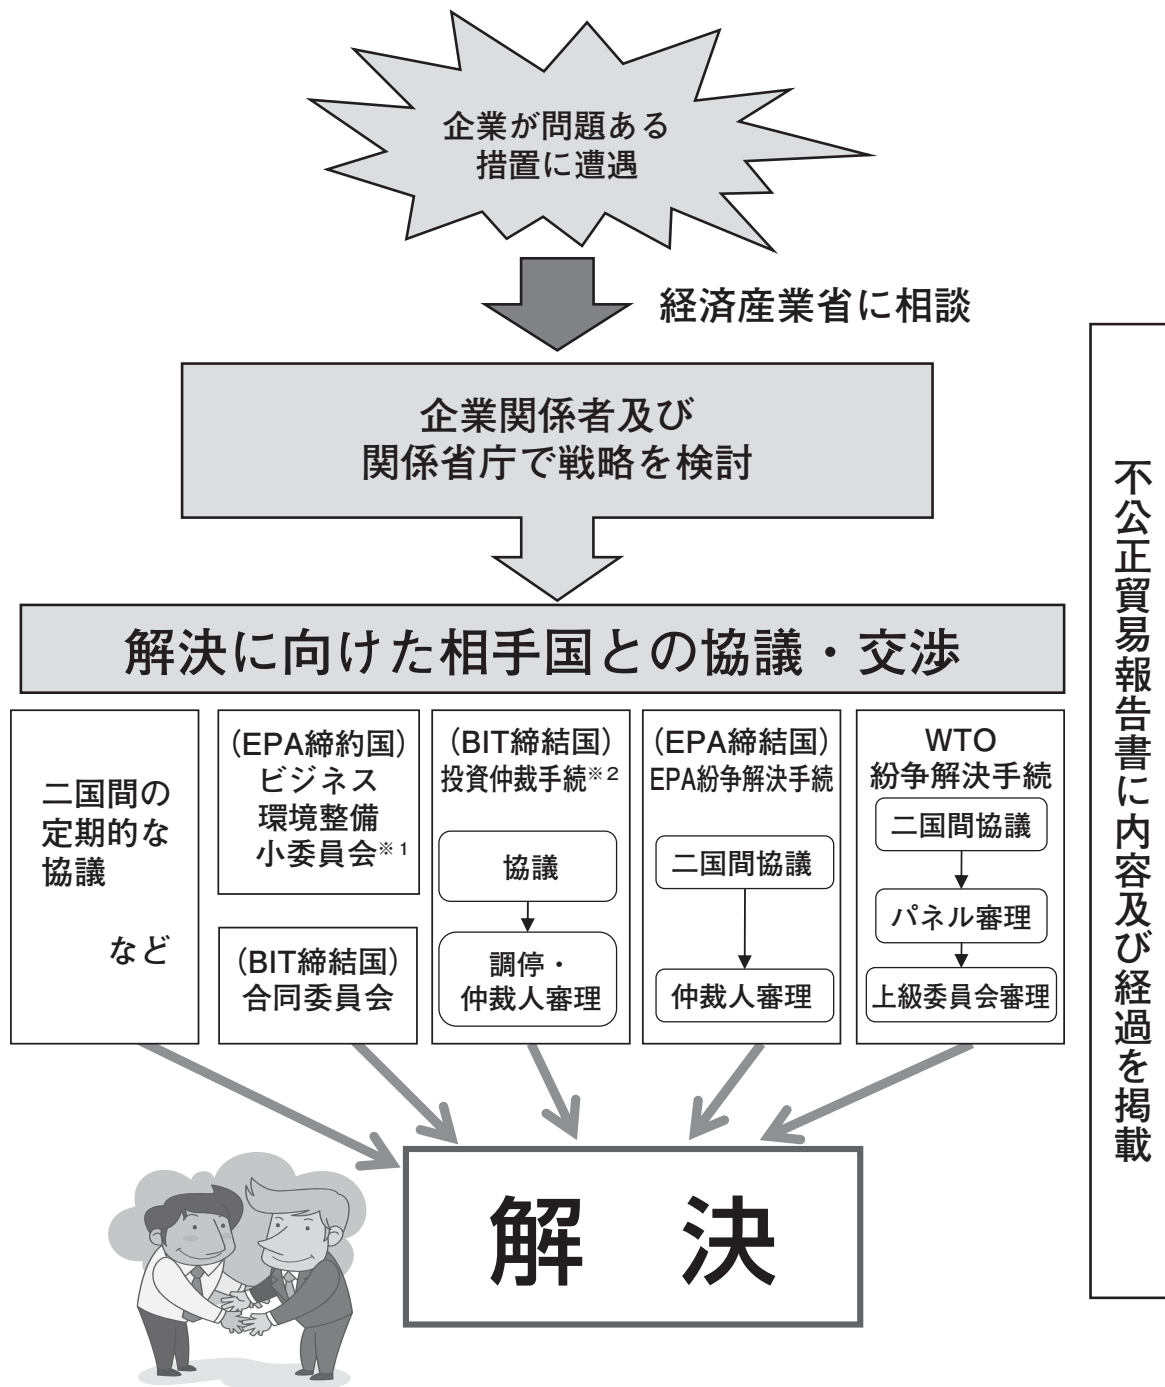 企業が問題ある
措置に遭遇
経済産業省に相談
企業関係者及び
関係省庁で戦略を検討
解決に向けた相手国との協議・交渉
二国間の
定期的な
協議
など
(EPA締約国)
ビジネス
環境整備
小委員会※1
(BIT締結国)
合同委員会
(BIT締結国)
投資仲裁手続※2
協議
調停・
仲裁人審理
(EPA締結国)
EPA紛争解決手続
二国間協議
仲裁人審理
WTO
紛争解決手続
二国間協議
パネル審理
上級委員会審理
解 決
不公正貿易報告書に内容及び経過を掲載